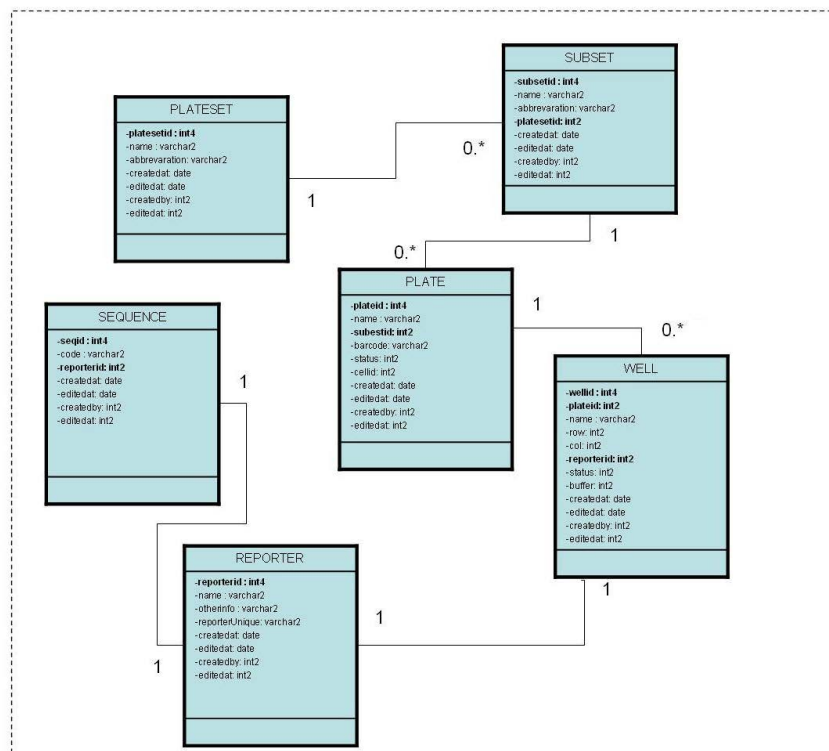 SUBSET
-subsetid : int4
-name : varchar2
-abbrevaration: varchar2
-platesetid: int2
-createdat: date
-editedat: date
-createdby: int2
-editedat: int2
PLATESET
-platesetid : int4
-name : varchar2
-abbrevaration: varchar2
-createdat: date
-editedat: date
-createdby: int2
-editedat: int2
0.*
1
1
0.*
PLATE
-plateid : int4
-name : varchar2
-subestid: int2
-barcode: varchar2
-status: int2
-cellid: int2
-createdat: date
-editedat: date
-createdby: int2
-editedat: int2
1
0.*
SEQUENCE
-seqid : int4
-code : varchar2
-reporterid: int2
-createdat: date
-editedat: date
-createdby: int2
-editedat: int2
1
WELL
-wellid : int4
-plateid: int2
-name : varchar2
-row: int2
-col: int2
-reporterid: int2
-status: int2
-buffer: int2
-createdat: date
-editedat: date
-createdby: int2
-editedat: int2
REPORTER
-reporterid : int4
-name : varchar2
-otherinfo : varchar2
-reporterUnique: varchar2
-createdat: date
-editedat: date
-createdby: int2
-editedat: int2
1
1
1